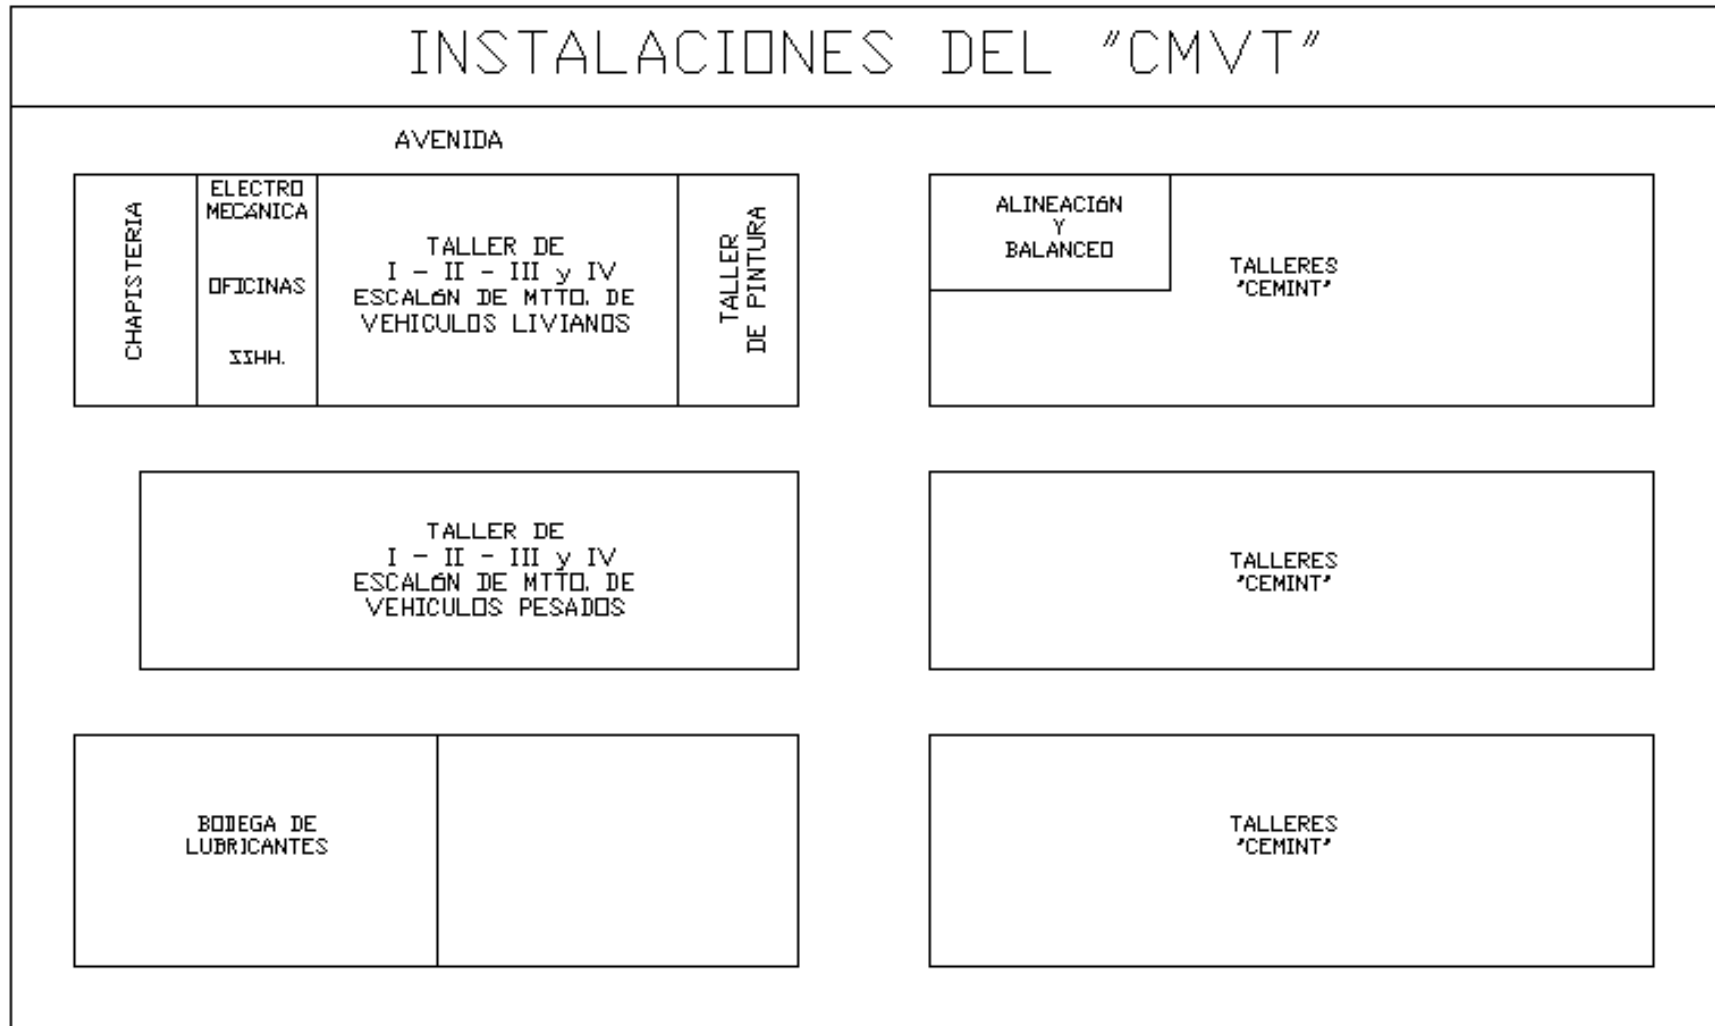 INSTALACIONES DEL "CMVT"
AVENIDA
CHAPISTERIA
ELECTRO
MECÁNICA
OFICINAS
SSHH.
TALLER DE
I - II - III y IV
ESCALÓN DE MTTO. DE
VEHICULOS LIVIANOS
TALLER
DE PINTURA
ALINEACIÓN
Y
BALANCEO
TALLERES
"CEMINT"
TALLER DE
I - II - III y IV
ESCALÓN DE MTTO. DE
VEHICULOS PESADOS
TALLERES
"CEMINT"
BODEGA DE
LUBRICANTES
TALLERES
"CEMINT"